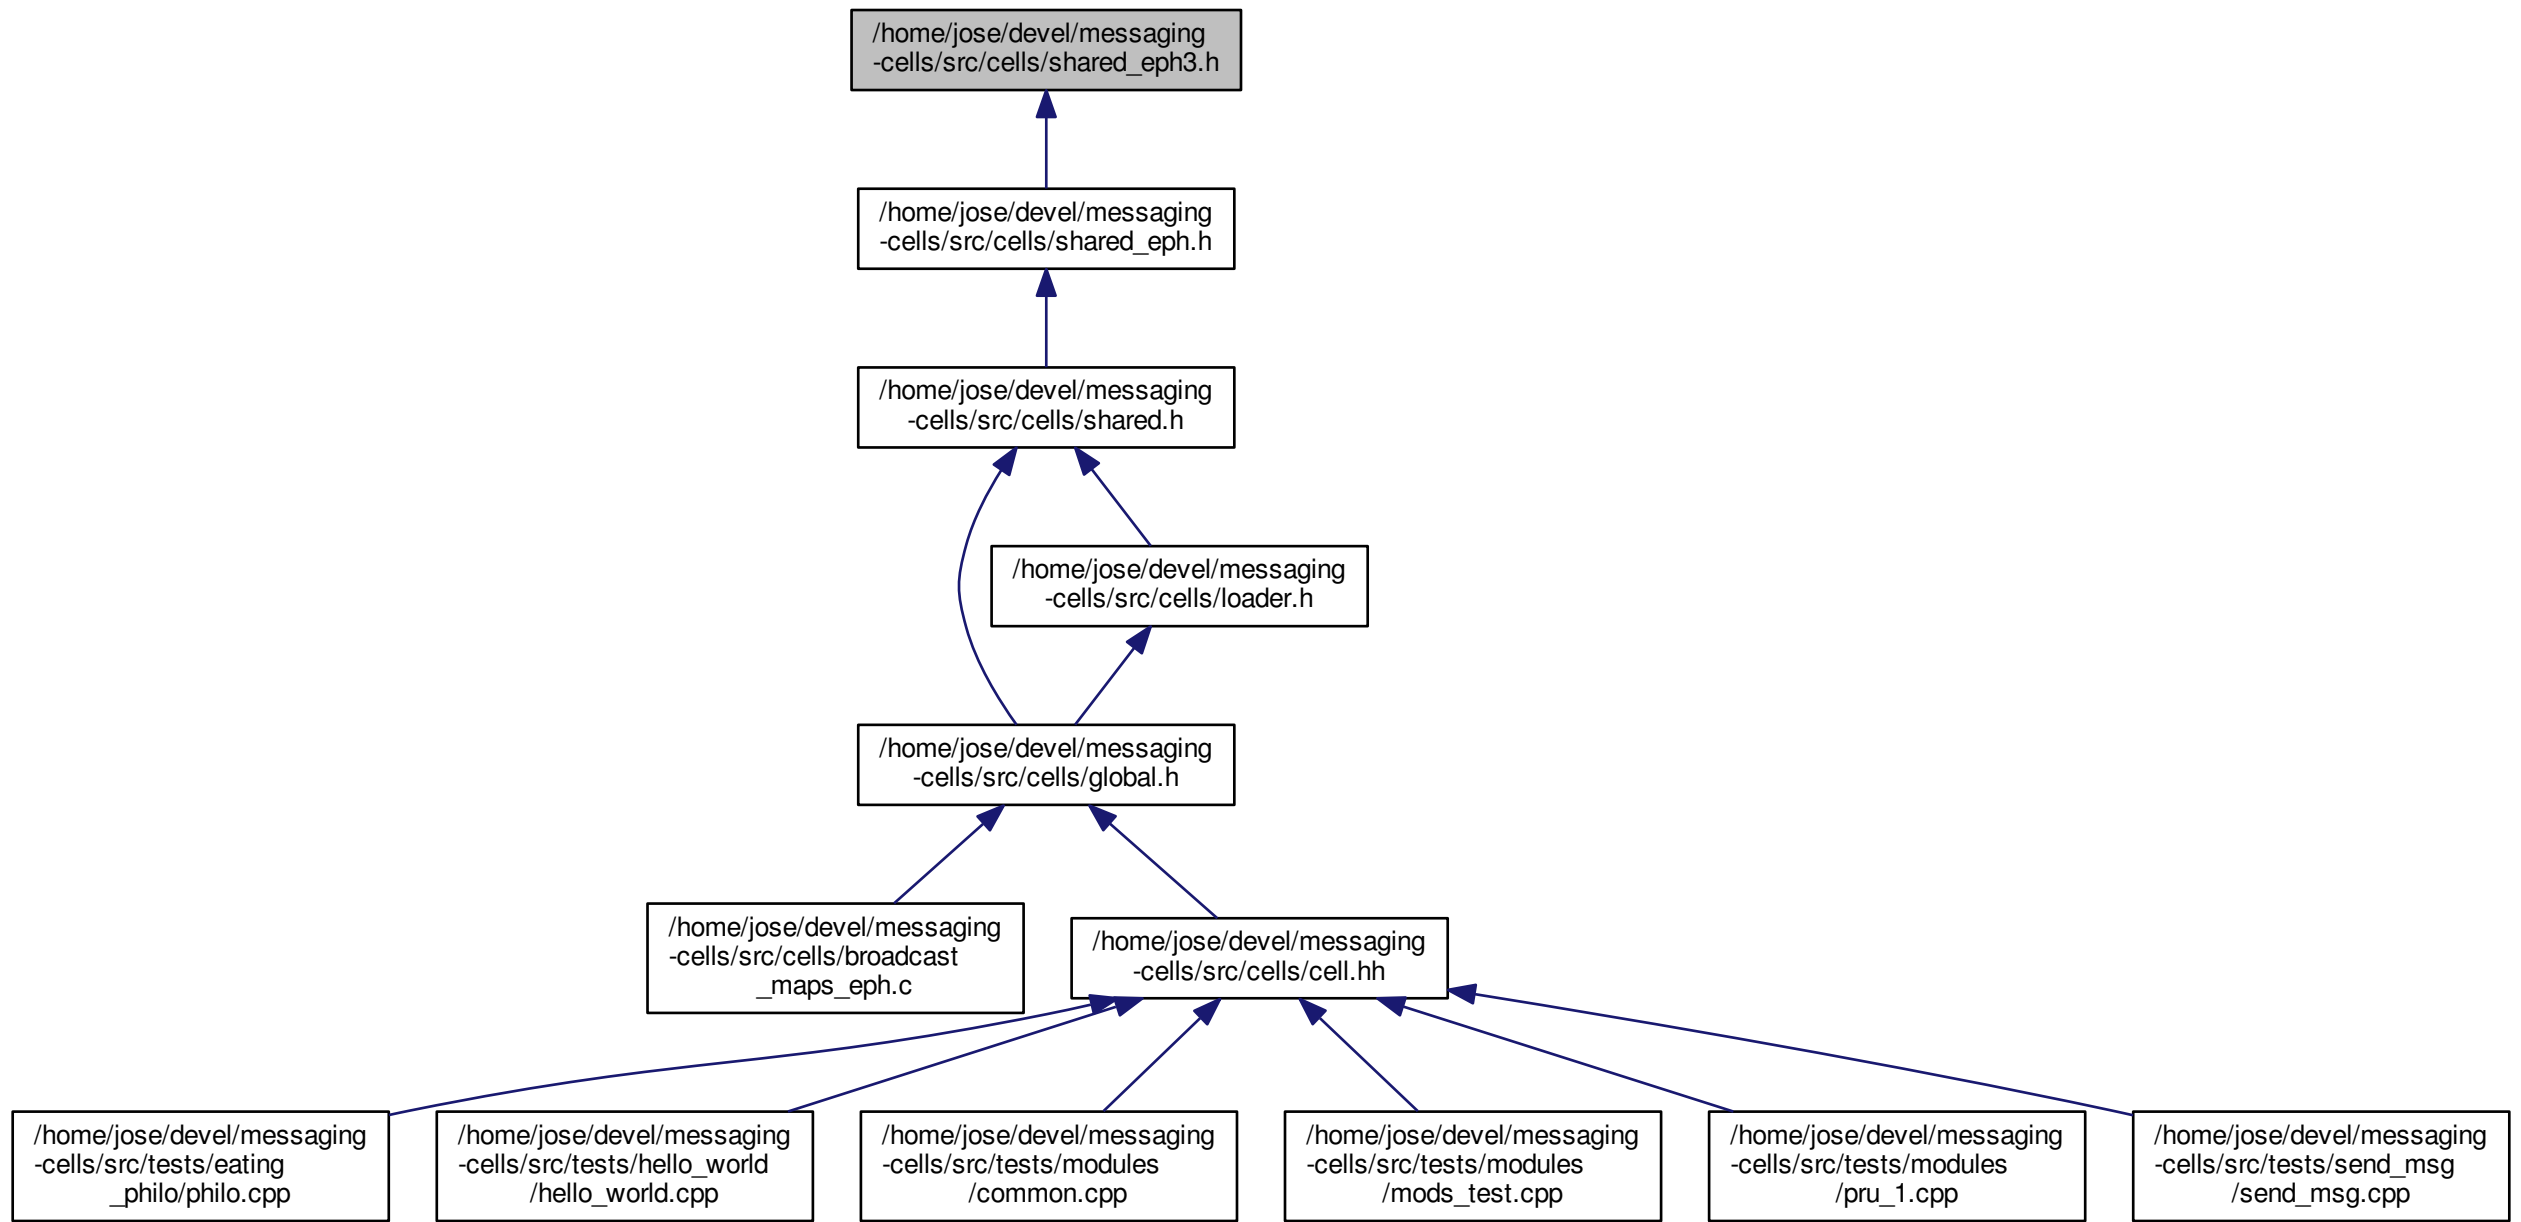 /home/jose/devel/messaging
-cells/src/cells/shared_eph3.h
/home/jose/devel/messaging
-cells/src/cells/shared_eph.h
/home/jose/devel/messaging
-cells/src/cells/shared.h
/home/jose/devel/messaging
-cells/src/cells/loader.h
/home/jose/devel/messaging
-cells/src/cells/global.h
/home/jose/devel/messaging
-cells/src/cells/broadcast
_maps_eph.c
/home/jose/devel/messaging
-cells/src/cells/cell.hh
/home/jose/devel/messaging
-cells/src/tests/eating
_philo/philo.cpp
/home/jose/devel/messaging
-cells/src/tests/hello_world
/hello_world.cpp
/home/jose/devel/messaging
-cells/src/tests/modules
/common.cpp
/home/jose/devel/messaging
-cells/src/tests/modules
/mods_test.cpp
/home/jose/devel/messaging
-cells/src/tests/modules
/pru_1.cpp
/home/jose/devel/messaging
-cells/src/tests/send_msg
/send_msg.cpp